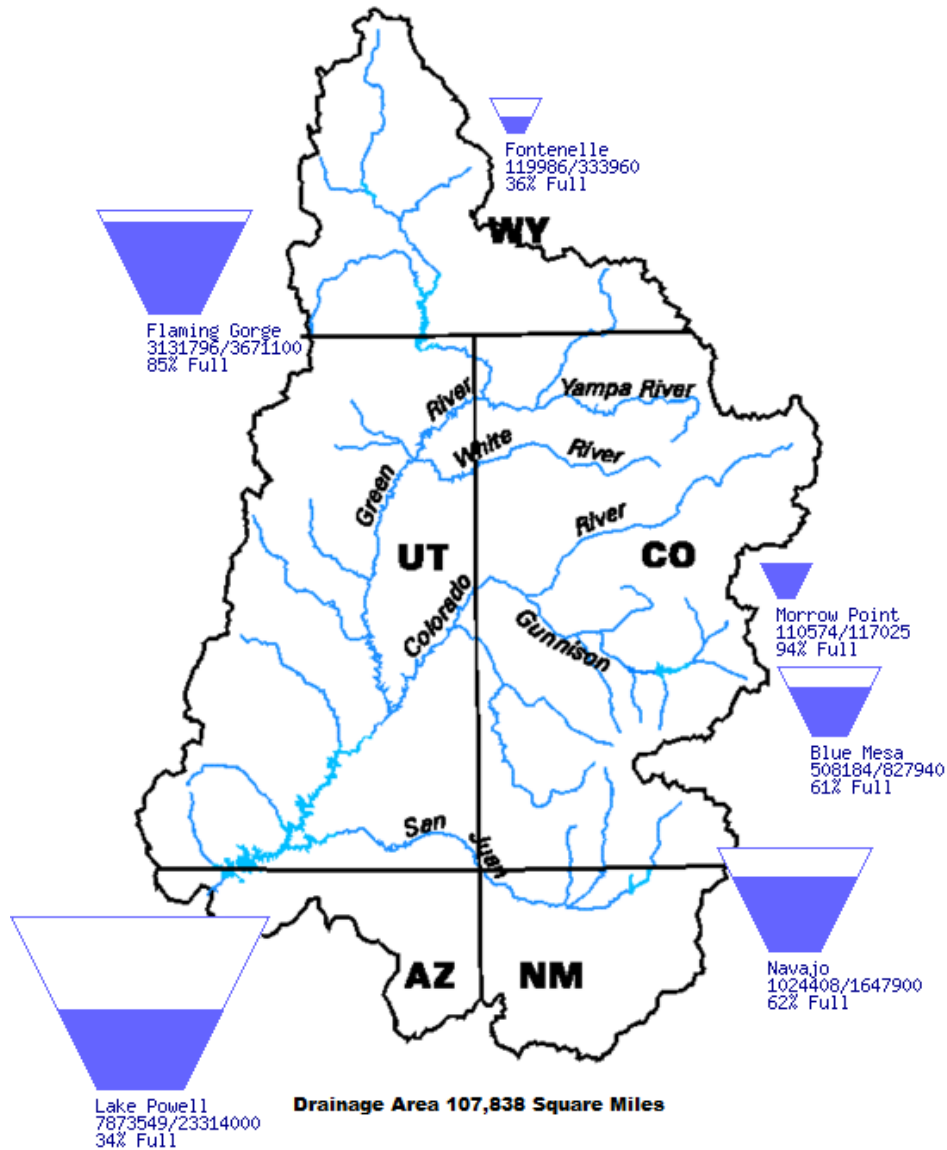 Fontenelle
119986/333960
36% Full
WY
Flaming Gorge
3131796/3671100
85% Full
Yampa River
River
White
River
Green
River
UT
CO
Colorado
Gunnison
Morrow Point
110574/117025
94% Full
Blue Mesa
508184/827940
61% Full
San
Juan
AZ
NM
Navajo
1024408/1647900
62% Full
Lake Powell
7873549/23314000
34% Full
Drainage Area 107,838 Square Miles